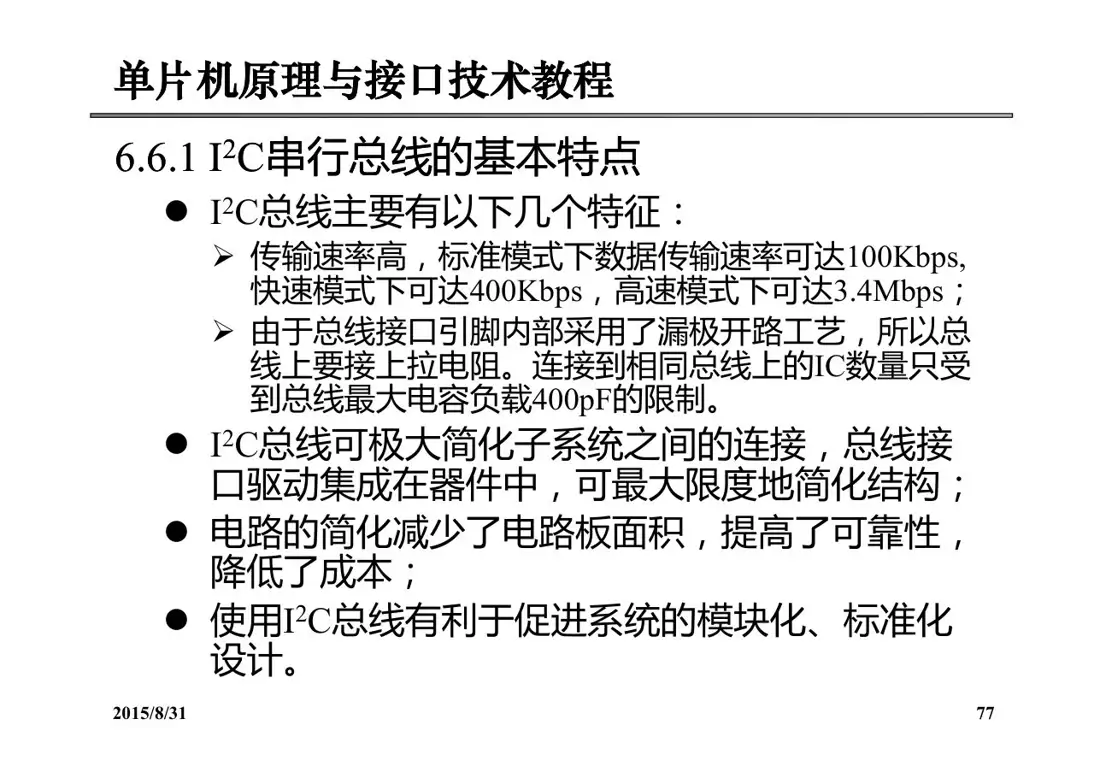 单片机原理与接口技术教程
6.6.1 I²C串行总线的基本特点
● I²C总线主要有以下几个特征：
➢ 传输速率高，标准模式下数据传输速率可达100Kbps,
快速模式下可达400Kbps，高速模式下可达3.4Mbps；
➢ 由于总线接口引脚内部采用了漏极开路工艺，所以总
线上要接上拉电阻。连接到相同总线上的IC数量只受
到总线最大电容负载400pF的限制。
● I²C总线可极大简化子系统之间的连接，总线接
口驱动集成在器件中，可最大限度地简化结构；
● 电路的简化减少了电路板面积，提高了可靠性，
降低了成本；
● 使用I²C总线有利于促进系统的模块化、标准化
设计。
2015/8/31 77